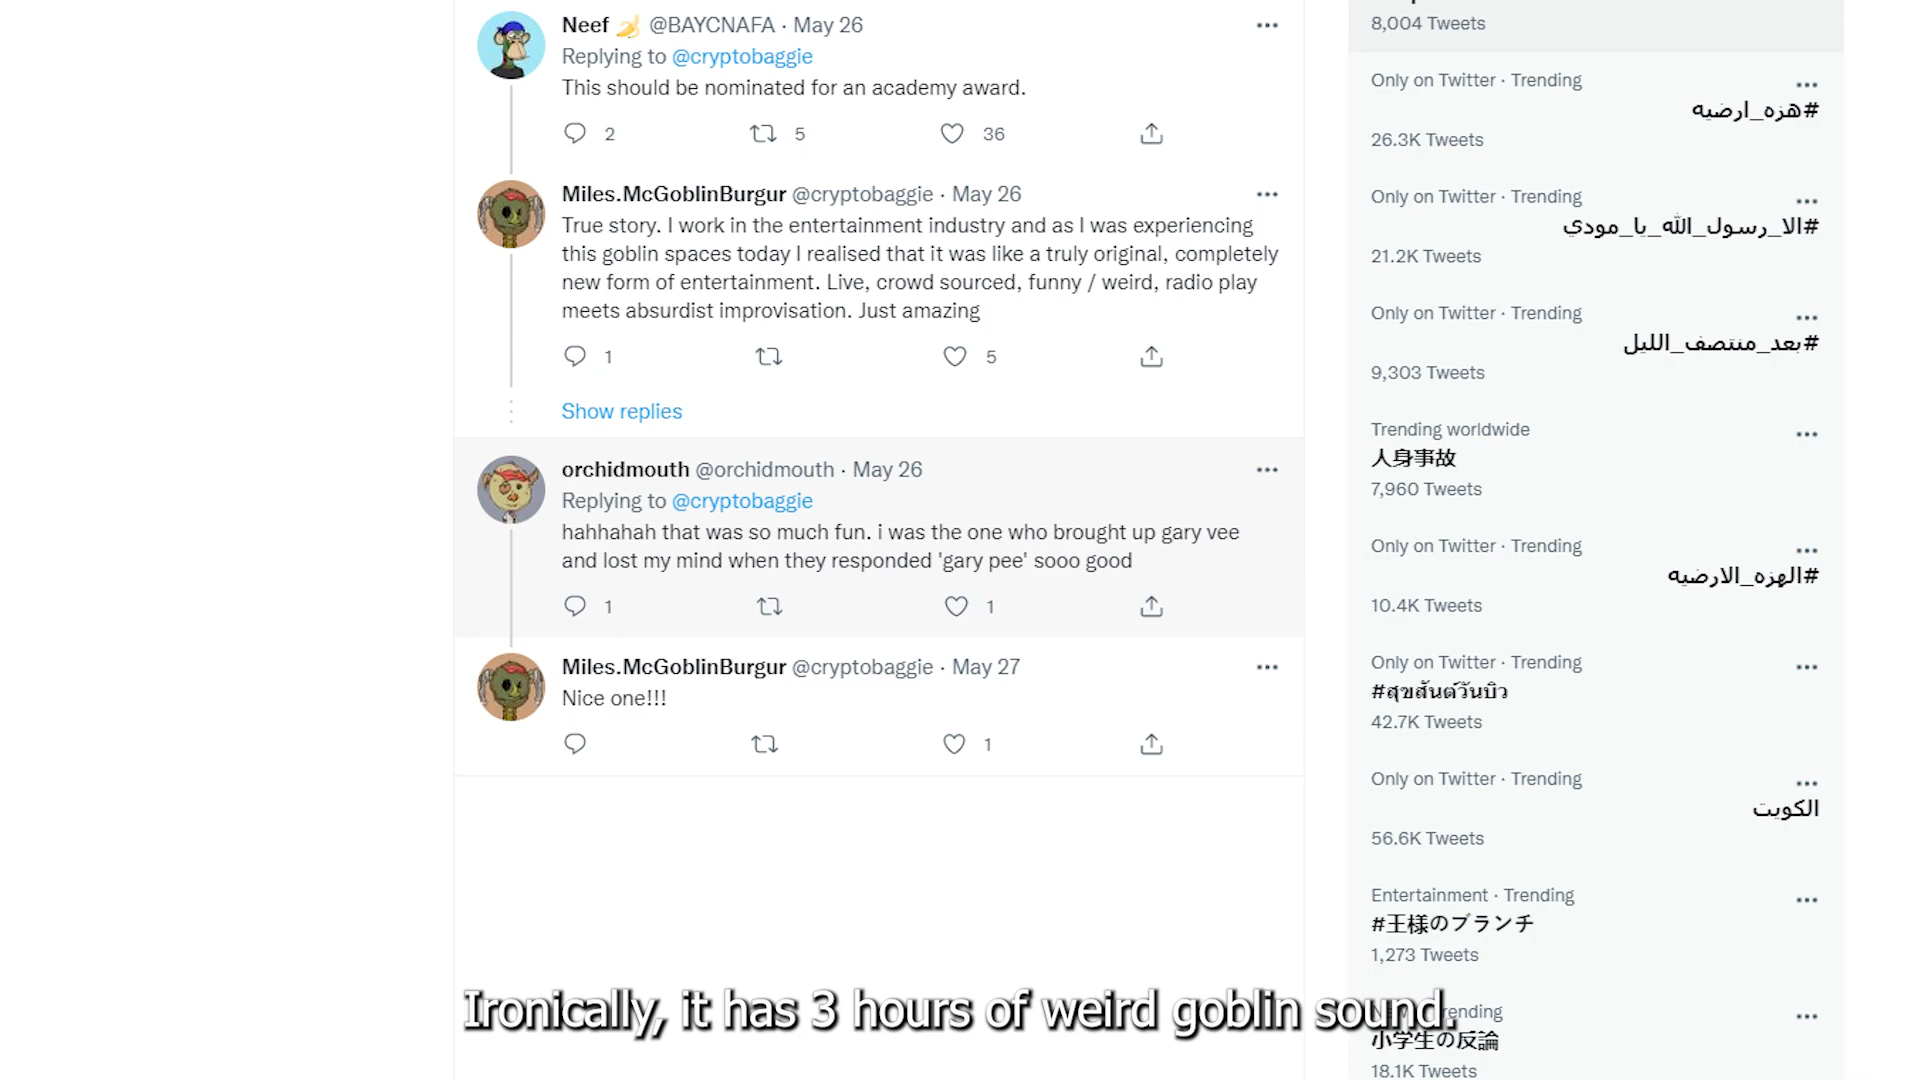 Neef 🍌 @BAYCNAFA · May 26
Replying to @cryptobaggie
This should be nominated for an academy award.
2 5 36
Miles.McGoblinBurgur @cryptobaggie · May 26
True story. I work in the entertainment industry and as I was experiencing
this goblin spaces today I realised that it was like a truly original, completely
new form of entertainment. Live, crowd sourced, funny / weird, radio play
meets absurdist improvisation. Just amazing
1 5
Show replies
orchidmouth @orchidmouth · May 26
Replying to @cryptobaggie
hahhahah that was so much fun. i was the one who brought up gary vee
and lost my mind when they responded 'gary pee' sooo good
1 1
Miles.McGoblinBurgur @cryptobaggie · May 27
Nice one!!!
1
8,004 Tweets
Only on Twitter · Trending
#هزه_ارضيه
26.3K Tweets
Only on Twitter · Trending
#الا_رسول_الله_يا_مودي
21.2K Tweets
Only on Twitter · Trending
#بعد_منتصف_الليل
9,303 Tweets
Trending worldwide
人身事故
7,960 Tweets
Only on Twitter · Trending
#الهزه_الارضيه
10.4K Tweets
Only on Twitter · Trending
#สุขสันต์วันบิว
42.7K Tweets
Only on Twitter · Trending
الكويت
56.6K Tweets
Entertainment · Trending
#王様のブランチ
1,273 Tweets
小学生の反論
18.1K Tweets
Ironically, it has 3 hours of weird goblin sound.